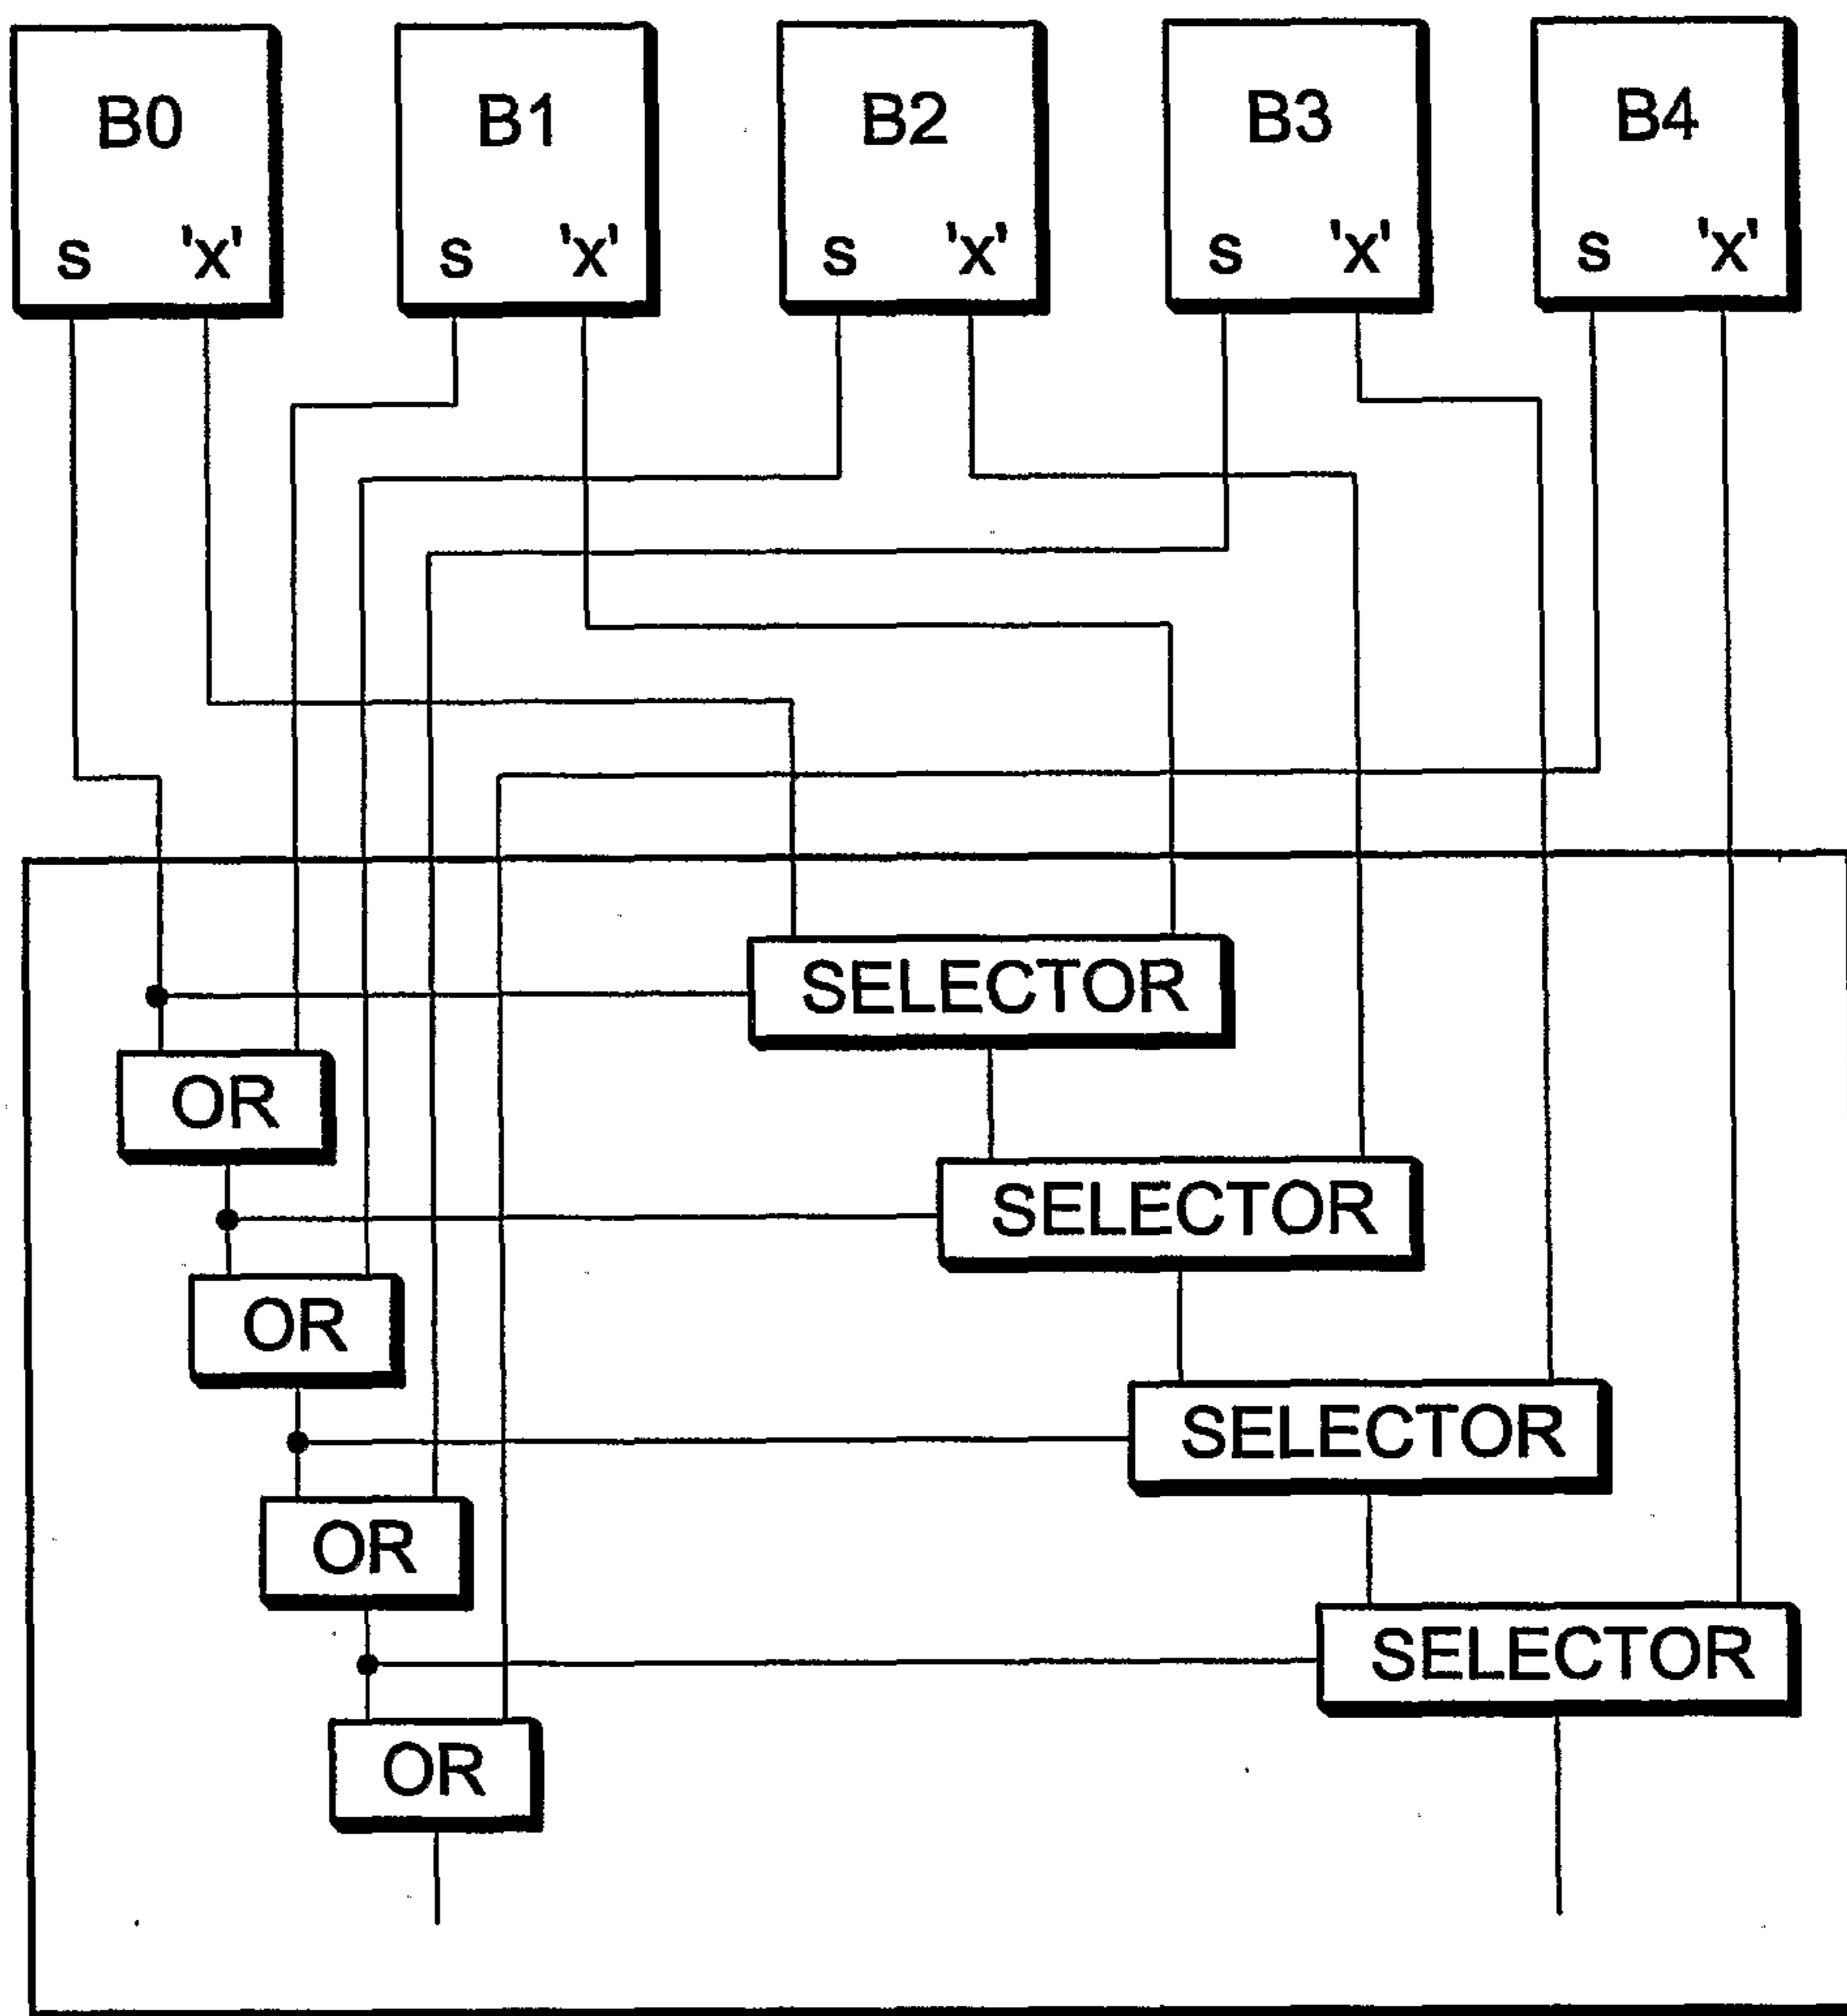 B0 B1 B2 B3 B4
s 'x' s 'x' s 'x' s 'x' s 'x'
SELECTOR
OR
SELECTOR
OR
SELECTOR
OR
SELECTOR
OR